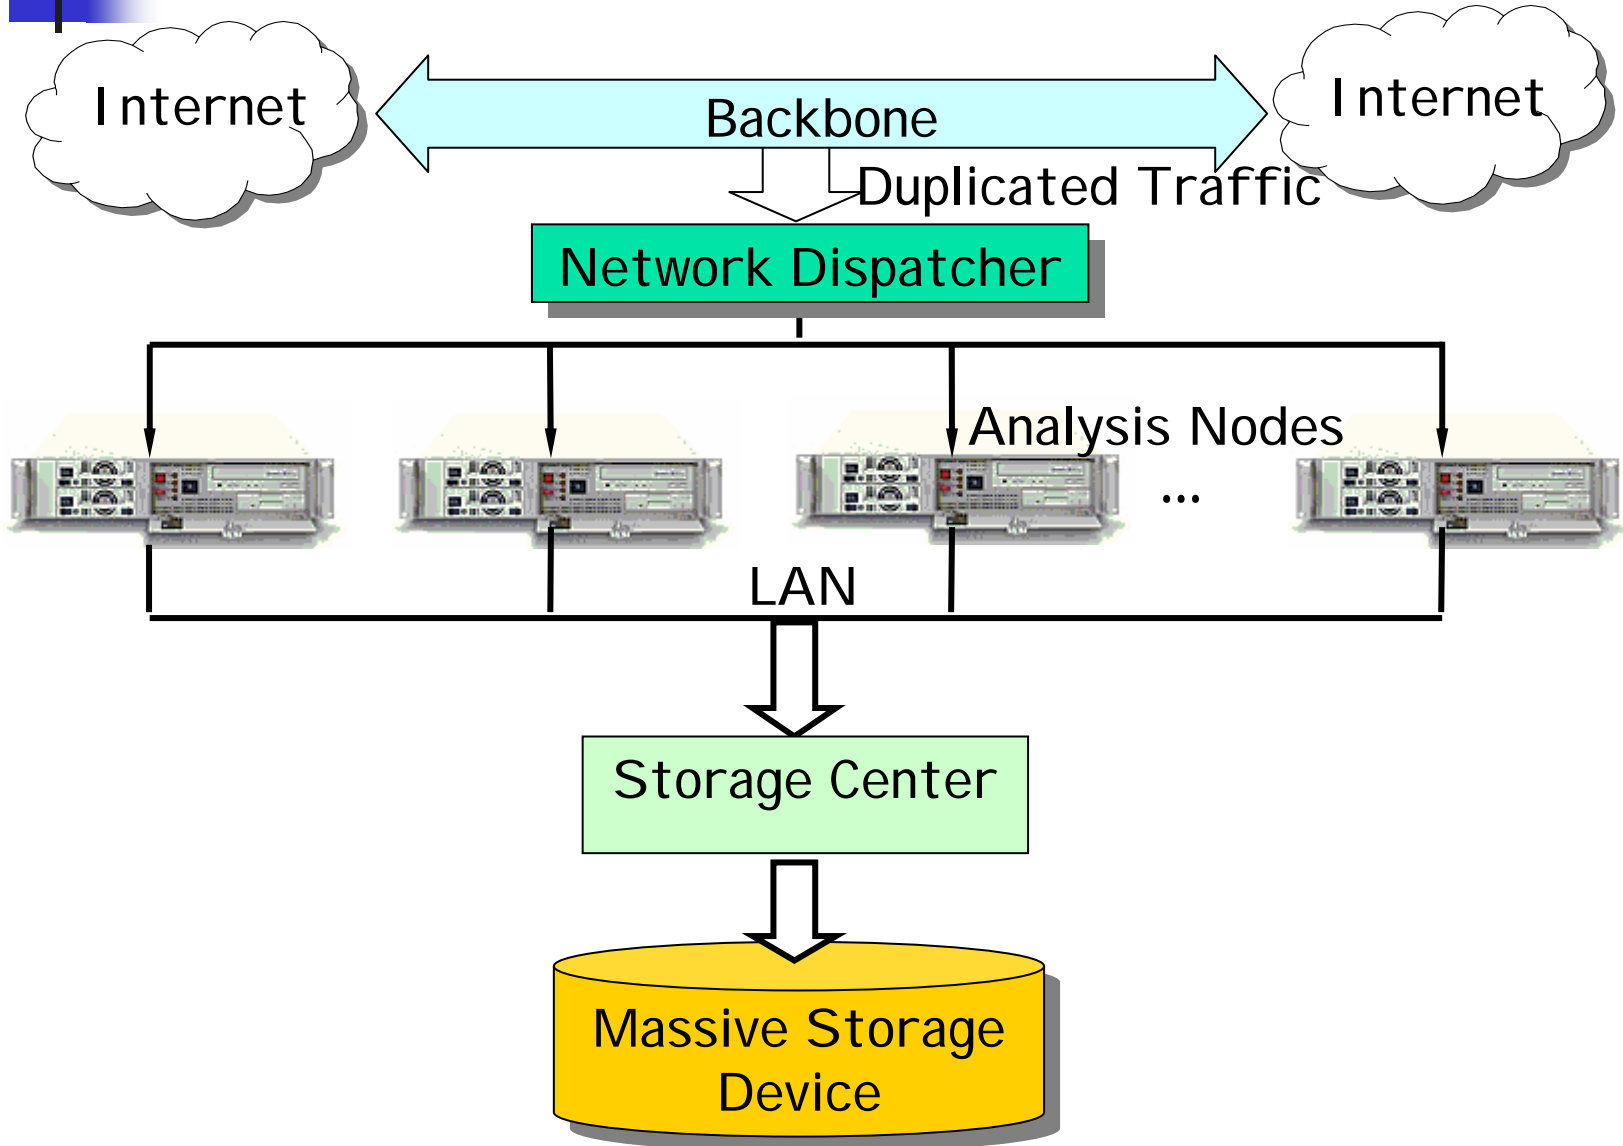 Internet
Backbone
Internet
Duplicated Traffic
Network Dispatcher
Analysis Nodes
...
LAN
Storage Center
Massive Storage
Device